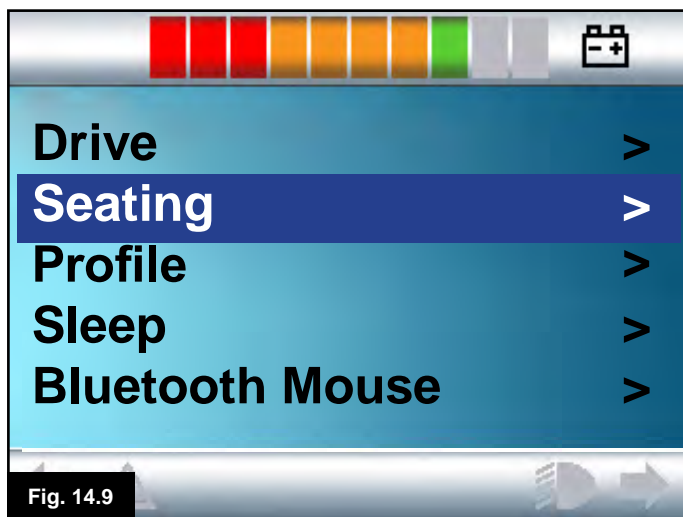 Drive >
Seating >
Profile >
Sleep >
Bluetooth Mouse >
Fig. 14.9